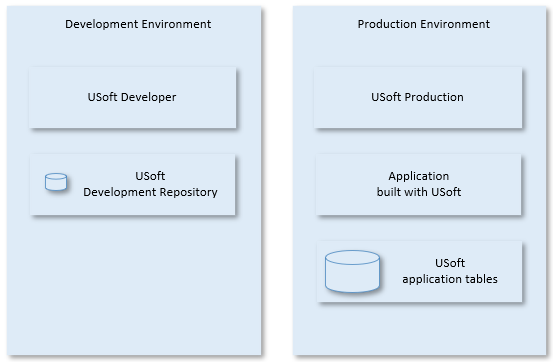 Development Environment
USoft Developer
USoft
Development Repository
Production Environment
USoft Production
Application
built with USoft
USoft
application tables